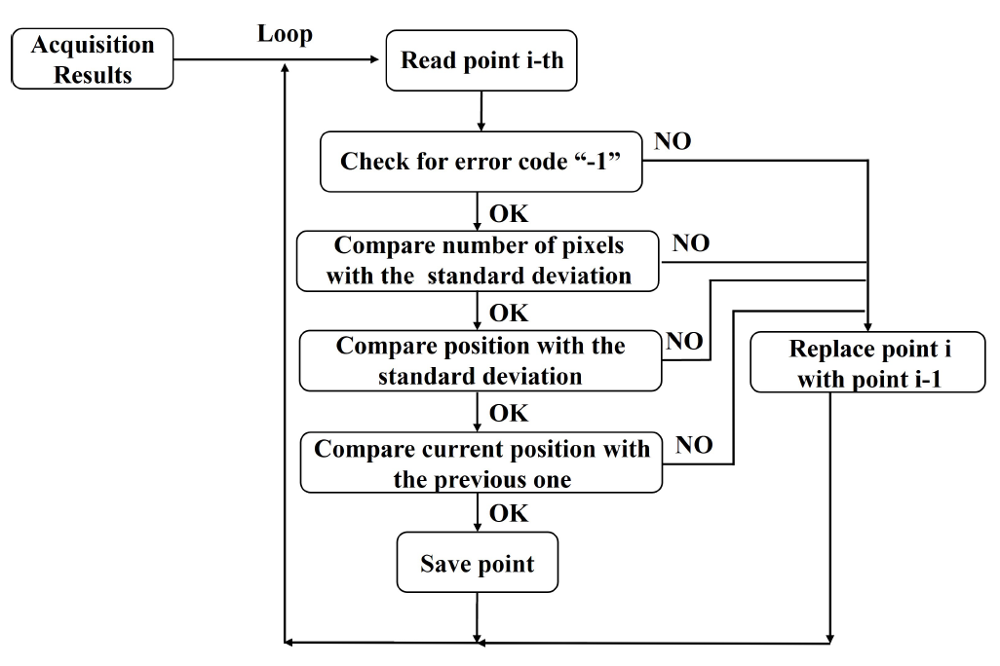 Loop
Acquisition
Results
Read point i-th
NO
Check for error code “-1”
OK
Compare number of pixels
with the standard deviation
NO
OK
Compare position with the
standard deviation
NO
Replace point i
with point i-1
OK
Compare current position with
the previous one
NO
OK
Save point